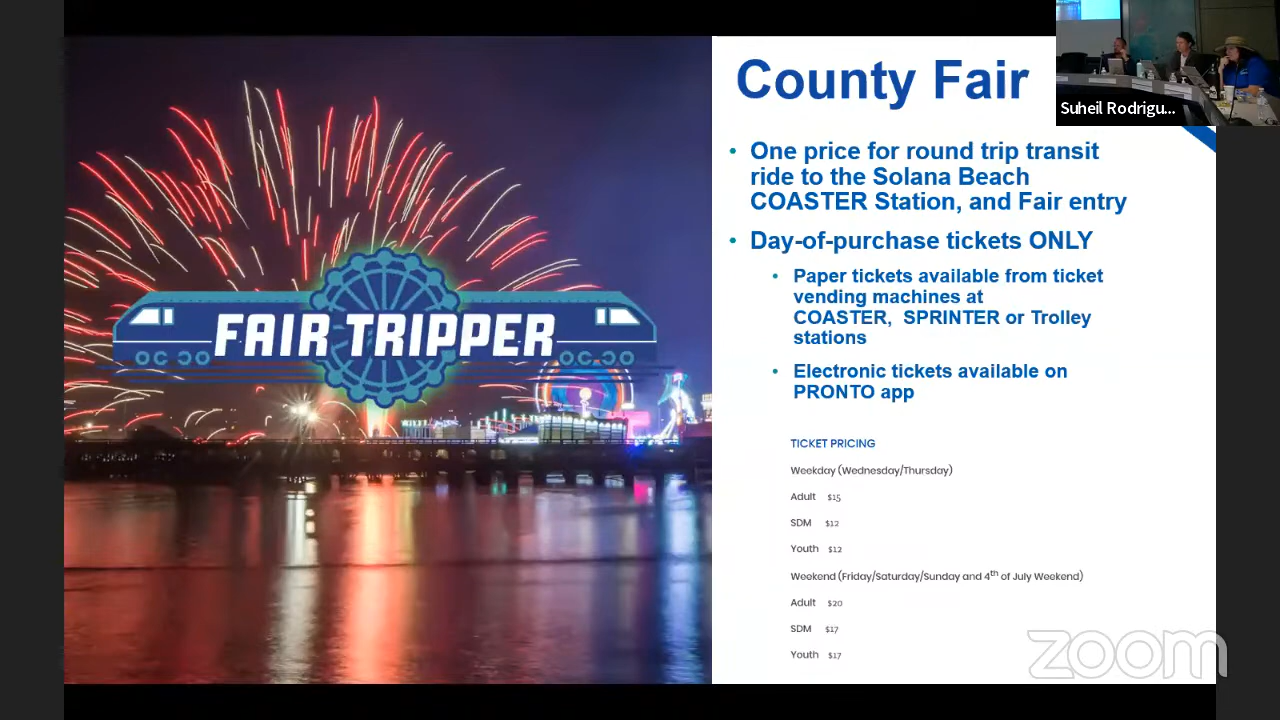 County Fair
Suheil Rodrigu...
• One price for round trip transit
ride to the Solana Beach
COASTER Station, and Fair entry
• Day-of-purchase tickets ONLY
• Paper tickets available from ticket
vending machines at
COASTER, SPRINTER or Trolley
stations
• Electronic tickets available on
PRONTO app
FAIR TRIPPER
TICKET PRICING
Weekday (Wednesday/Thursday)
Adult $15
SDM $12
Youth $12
Weekend (Friday/Saturday/Sunday and 4th of July Weekend)
Adult $20
SDM $17
Youth $17
zoom